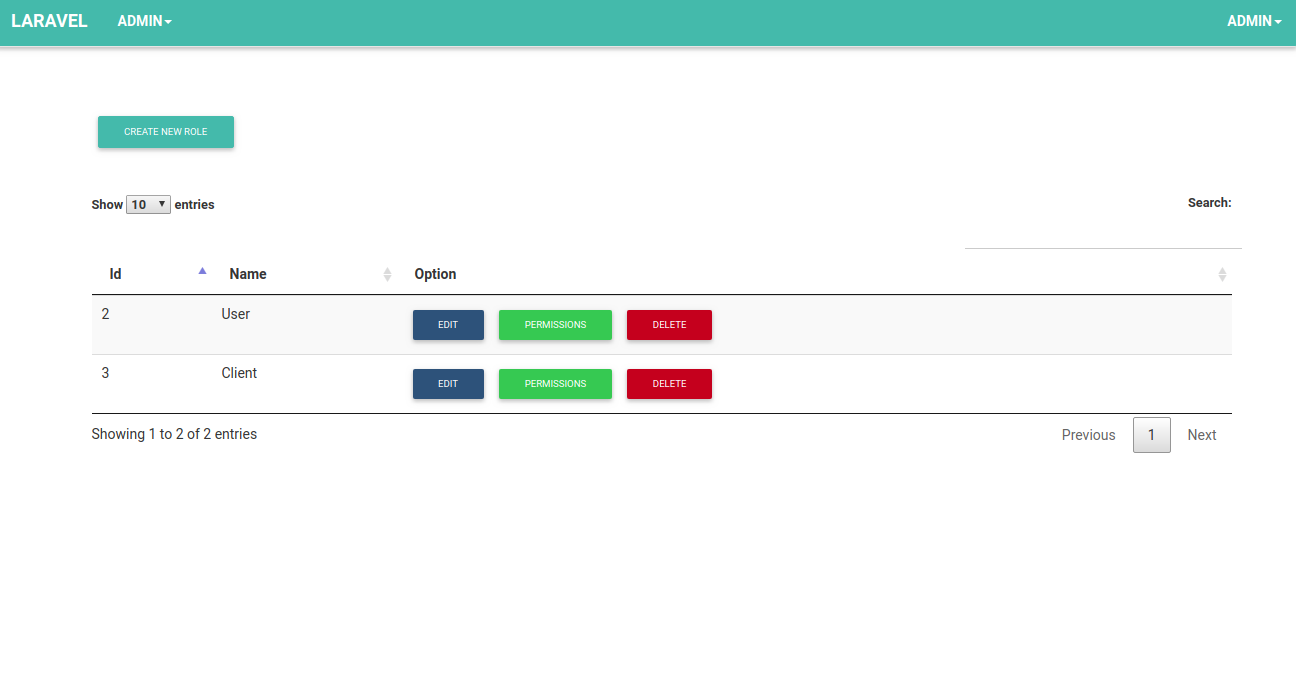 LARAVEL ADMIN ADMIN
CREATE NEW ROLE
Show 10 entries Search:
Id Name Option
2 User EDIT PERMISSIONS DELETE
3 Client EDIT PERMISSIONS DELETE
Showing 1 to 2 of 2 entries Previous 1 Next